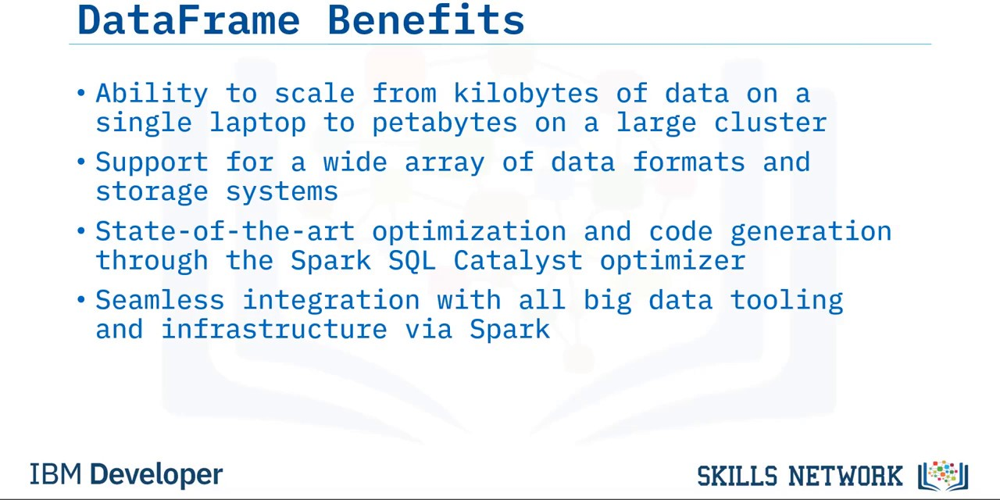 DataFrame Benefits
• Ability to scale from kilobytes of data on a
single laptop to petabytes on a large cluster
• Support for a wide array of data formats and
storage systems
• State-of-the-art optimization and code generation
through the Spark SQL Catalyst optimizer
• Seamless integration with all big data tooling
and infrastructure via Spark
IBM Developer
SKILLS NETWORK